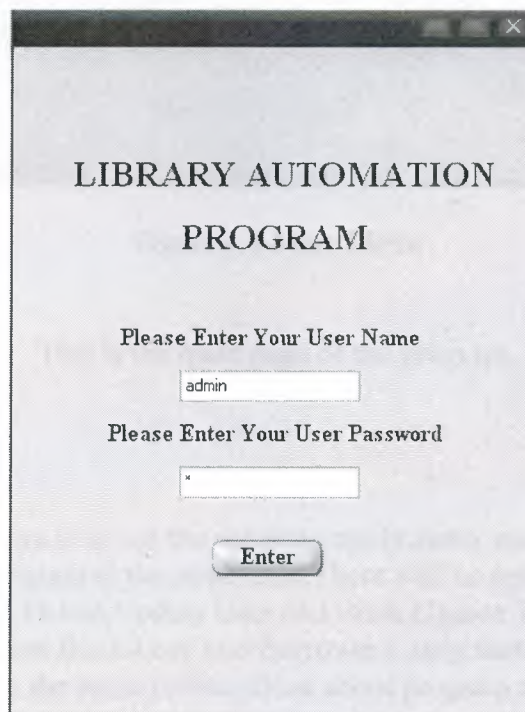 LIBRARY AUTOMATION
PROGRAM
Please Enter Your User Name
admin
Please Enter Your User Password
*
Enter